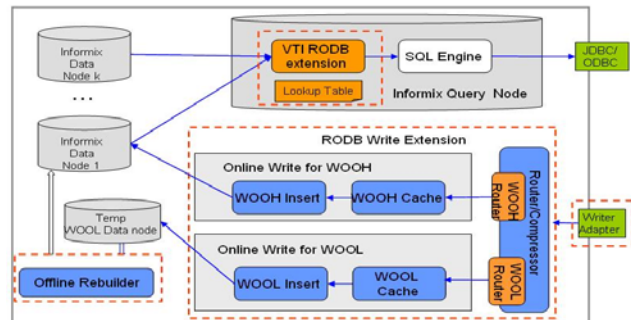 Informix
Data
Node k
...
Informix
Data
Node 1
Temp
WOOL Data node
Offline Rebuilder
VTI RODB
extension
Lookup Table
SQL Engine
Informix Query Node
JDBC/
ODBC
RODB Write Extension
Online Write for WOOH
WOOH Insert
WOOH Cache
WOOH
Router
Router/Compressor
Writer
Adapter
Online Write for WOOL
WOOL Insert
WOOL
Cache
WOOL
Router